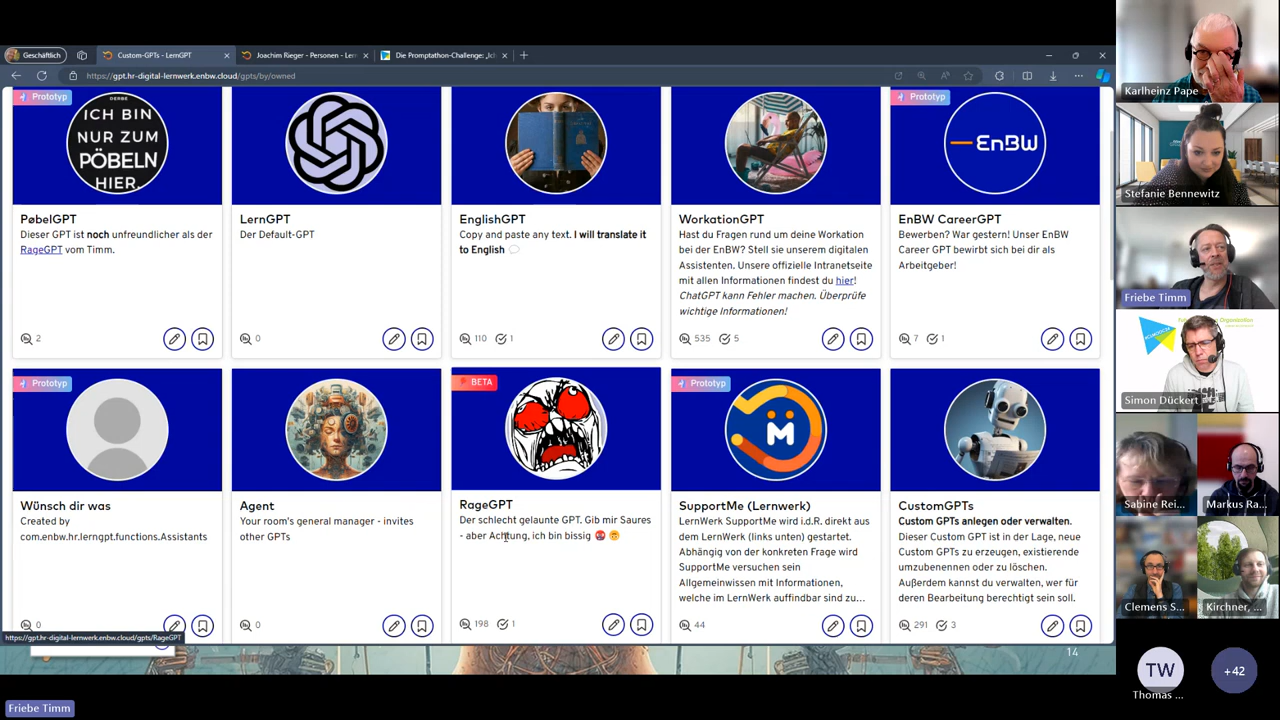 Geschäftlich
Custom-GPTs - LernGPT
Joachim Rieger - Personen - Ler
Die Promptathon-Challenge: „Ich
https://gpt.hr-digital-lernwerk.enbw.cloud/gpts/by/owned
Prototyp
DERBE
ICH BIN
NUR ZUM
PÖBELN
HIER.
PøbelGPT
Dieser GPT ist noch unfreundlicher als der
RageGPT vom Timm.
2
LernGPT
Der Default-GPT
0
EnglishGPT
Copy and paste any text. I will translate it
to English
110 1
WorkationGPT
Hast du Fragen rund um deine Workation
bei der EnBW? Stell sie unserem digitalen
Assistenten. Unsere offizielle Intranetseite
mit allen Informationen findest du hier!
ChatGPT kann Fehler machen. Überprüfe
wichtige Informationen!
535 5
Prototyp
EnBW
EnBW CareerGPT
Bewerben? War gestern! Unser EnBW
Career GPT bewirbt sich bei dir als
Arbeitgeber!
7 1
Prototyp
Wünsch dir was
Created by
com.enbw.hr.lerngpt.functions.Assistants
0
Agent
Your room's general manager - invites
other GPTs
0
BETA
RageGPT
Der schlecht gelaunte GPT. Gib mir Saures
- aber Achtung, ich bin bissig
198 1
Prototyp
M
SupportMe (Lernwerk)
LernWerk SupportMe wird i.d.R. direkt aus
dem LernWerk (links unten) gestartet.
Abhängig von der konkreten Frage wird
SupportMe versuchen sein
Allgemeinwissen mit Informationen,
welche im LernWerk auffindbar sind zu...
44
CustomGPTs
Custom GPTs anlegen oder verwalten.
Dieser Custom GPT ist in der Lage, neue
Custom GPTs zu erzeugen, existierende
umzubenennen oder zu löschen.
Außerdem kannst du verwalten, wer für
deren Bearbeitung berechtigt sein soll.
291 3
https://gpt.hr-digital-lernwerk.enbw.cloud/gpts/RageGPT
14
Friebe Timm
Karlheinz Pape
Stefanie Bennewitz
Friebe Timm
Simon Dückert
Sabine Rei...
Markus Ra...
Clemens S...
Kirchner, ...
TW
Thomas ...
+42